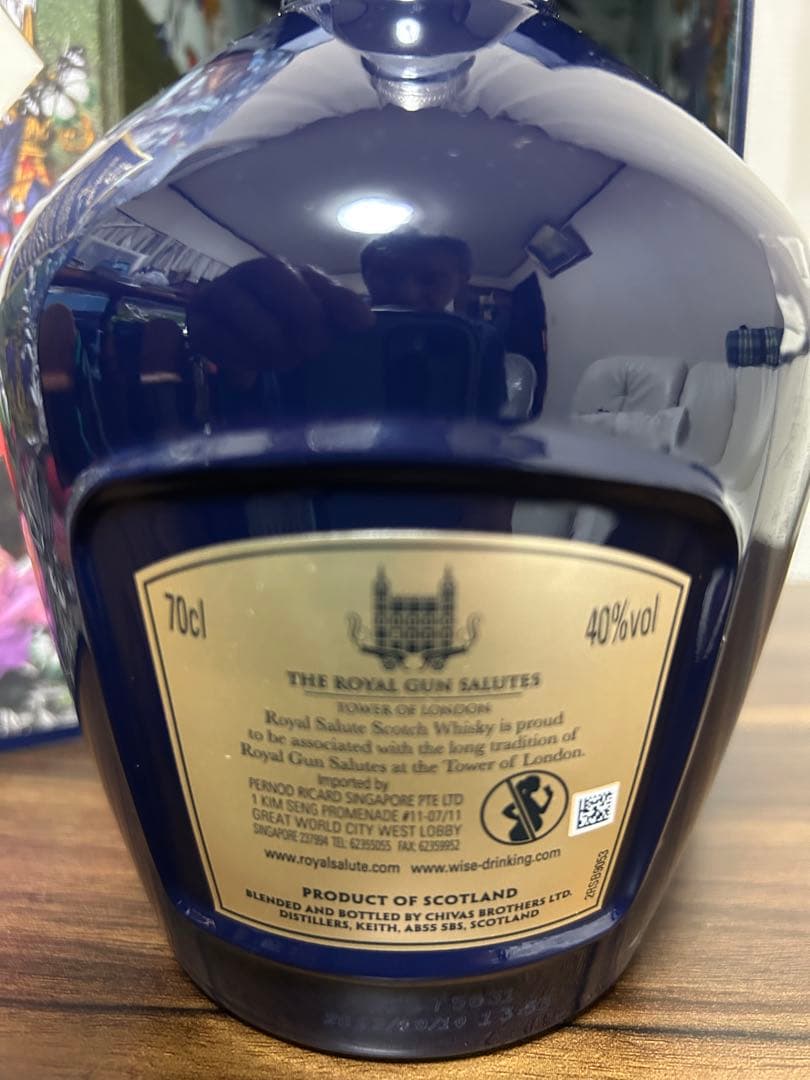 70cl
40%vol
THE ROYAL GUN SALUTES
TOWER OF LONDON
Royal Salute Scotch Whisky is proud
to be associated with the long tradition of
Royal Gun Salutes at the Tower of London.
Imported by
PERNOD RICARD SINGAPORE PTE LTD
1 KIM SENG PROMENADE #11-07/11
GREAT WORLD CITY WEST LOBBY
SINGAPORE 237994 TEL: 62355055 FAX: 62359952
www.royalsalute.com www.wise-drinking.com
2RSB9053
PRODUCT OF SCOTLAND
BLENDED AND BOTTLED BY CHIVAS BROTHERS LTD.
DISTILLERS, KEITH, AB55 5BS, SCOTLAND